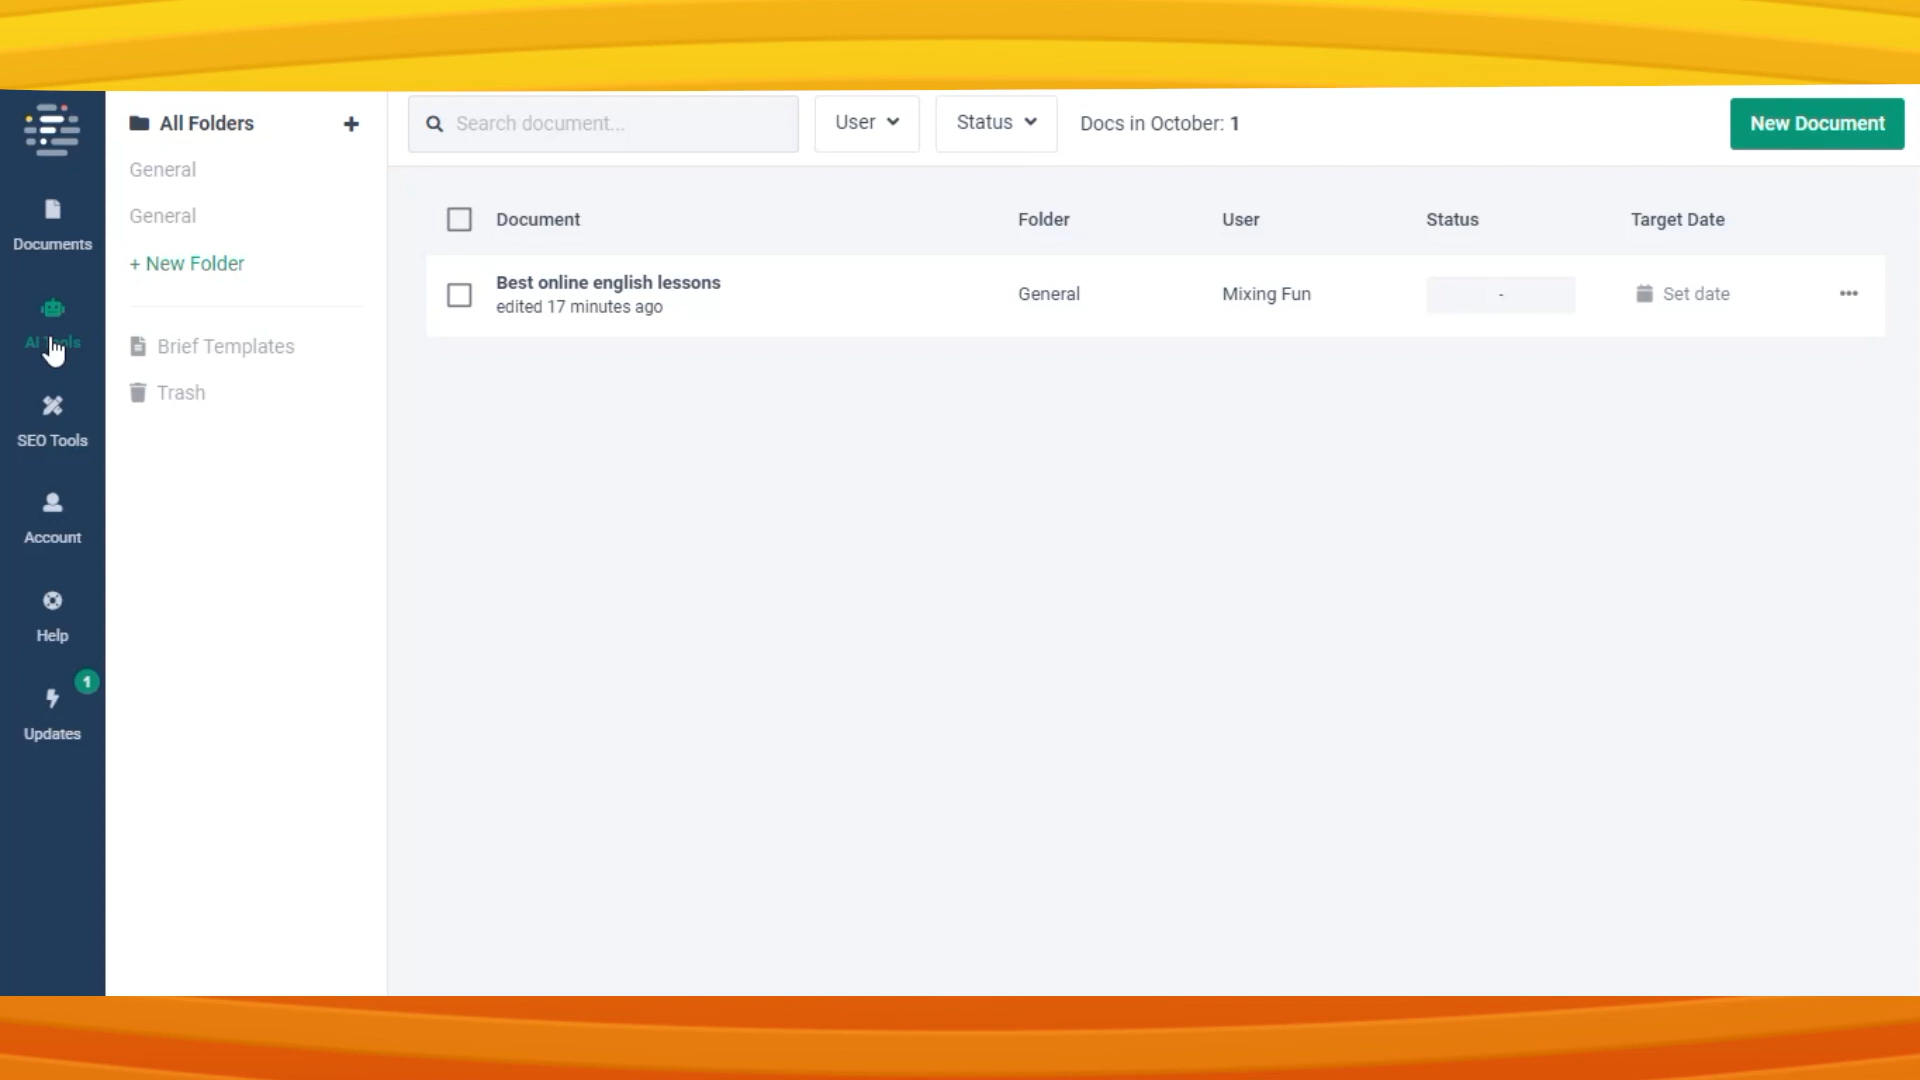 All Folders +
General
General
+ New Folder
Brief Templates
Trash
Documents
AI Tools
SEO Tools
Account
Help
1
Updates
Search document...
User
Status
Docs in October: 1
New Document
Document Folder User Status Target Date
Best online english lessons
edited 17 minutes ago
General
Mixing Fun
-
Set date